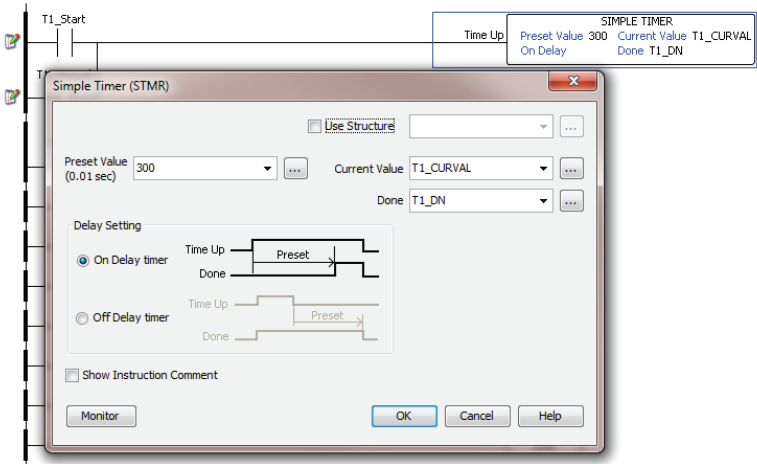 T1_Start
SIMPLE TIMER
Time Up Preset Value 300 Current Value T1_CURVAL
On Delay Done T1_DN
Simple Timer (STMR)
Use Structure ...
Preset Value
(0.01 sec) 300 ... Current Value T1_CURVAL ...
Done T1_DN ...
Delay Setting
On Delay timer Time Up Preset
Done
Off Delay timer Time Up Preset
Done
Show Instruction Comment
Monitor OK Cancel Help